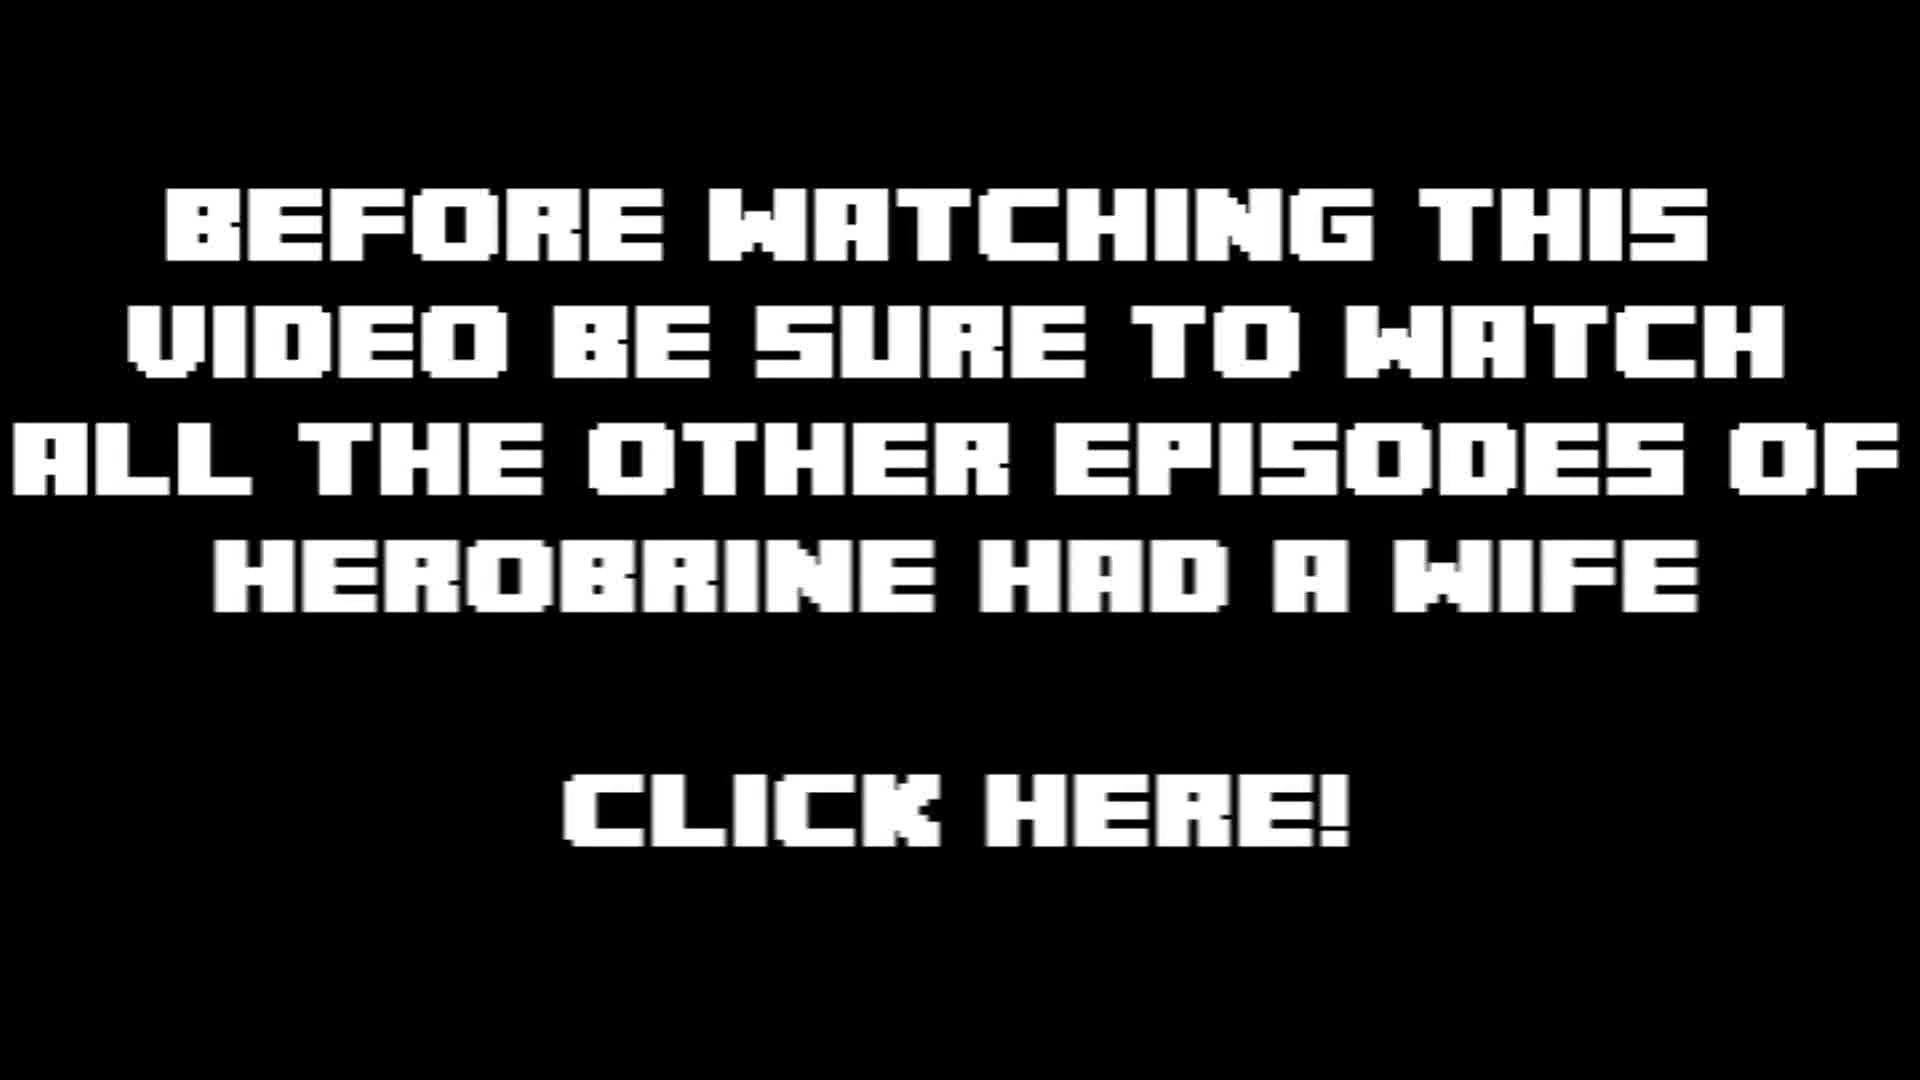 BEFORE WATCHING THIS
VIDEO BE SURE TO WATCH
ALL THE OTHER EPISODES OF
HEROBRINE HAD A WIFE
CLICK HERE!